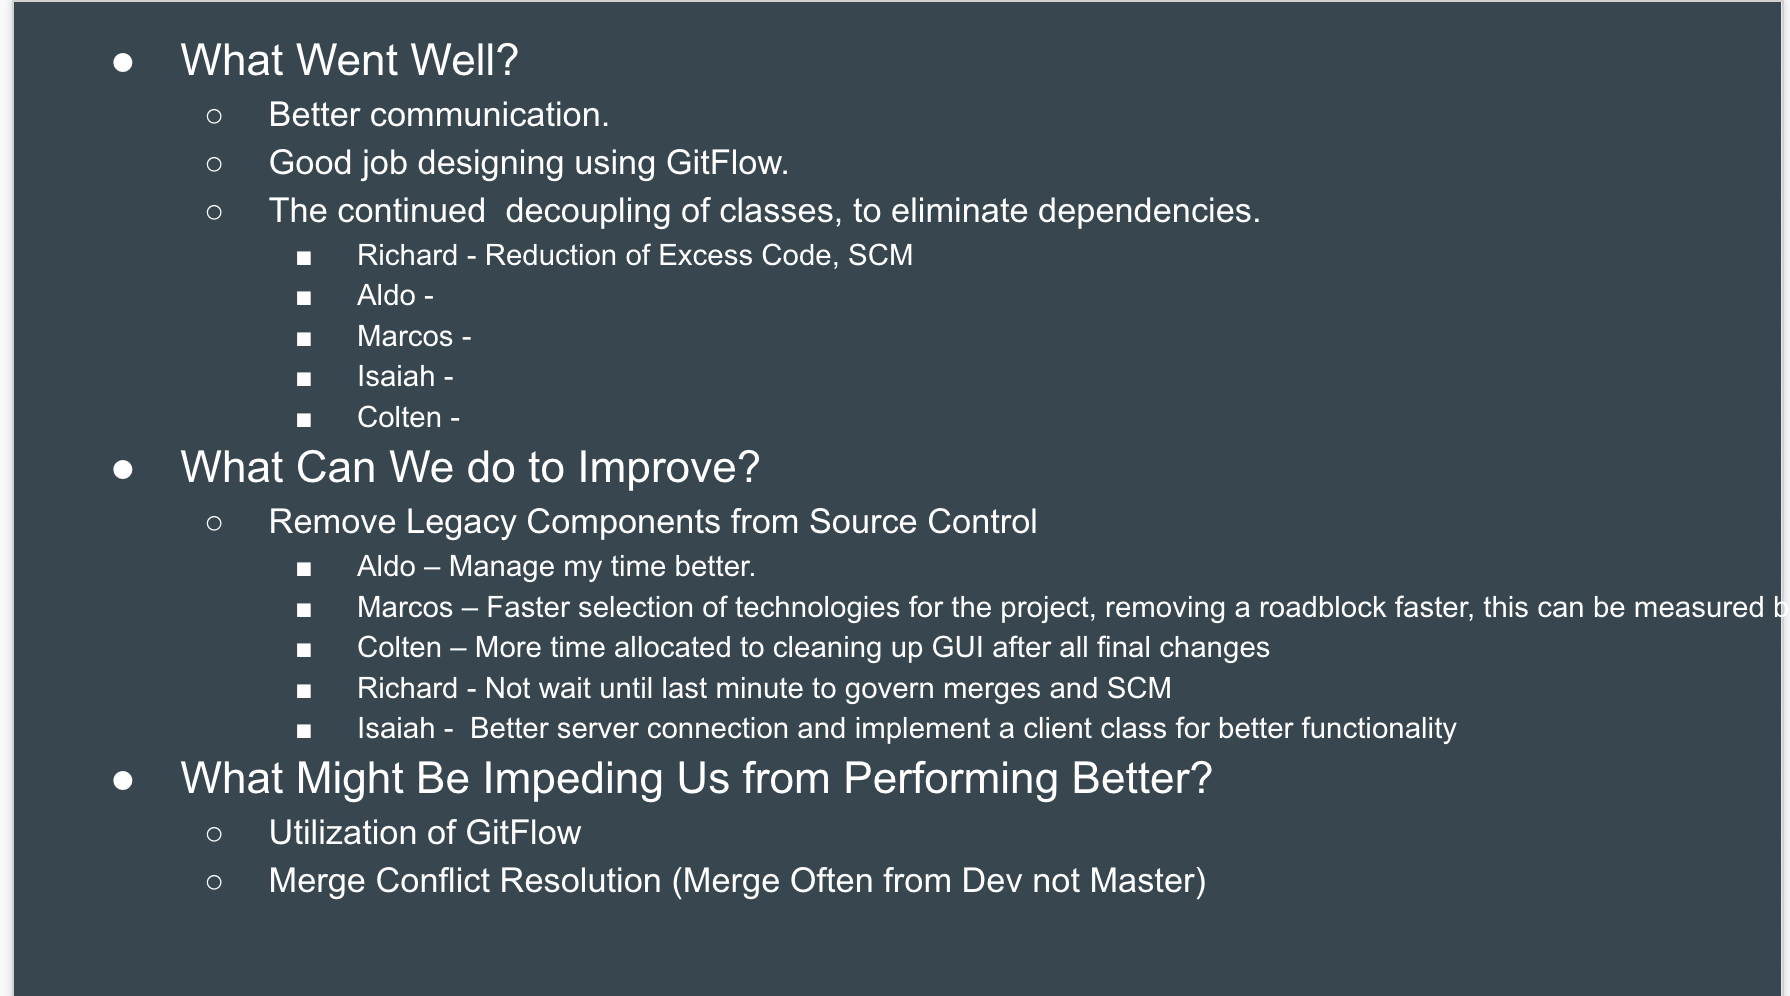 ● What Went Well?
○ Better communication.
○ Good job designing using GitFlow.
○ The continued  decoupling of classes, to eliminate dependencies.
■ Richard - Reduction of Excess Code, SCM
■ Aldo -
■ Marcos -
■ Isaiah -
■ Colten -
● What Can We do to Improve?
○ Remove Legacy Components from Source Control
■ Aldo – Manage my time better.
■ Marcos – Faster selection of technologies for the project, removing a roadblock faster, this can be measured
■ Colten – More time allocated to cleaning up GUI after all final changes
■ Richard - Not wait until last minute to govern merges and SCM
■ Isaiah -  Better server connection and implement a client class for better functionality
● What Might Be Impeding Us from Performing Better?
○ Utilization of GitFlow
○ Merge Conflict Resolution (Merge Often from Dev not Master)